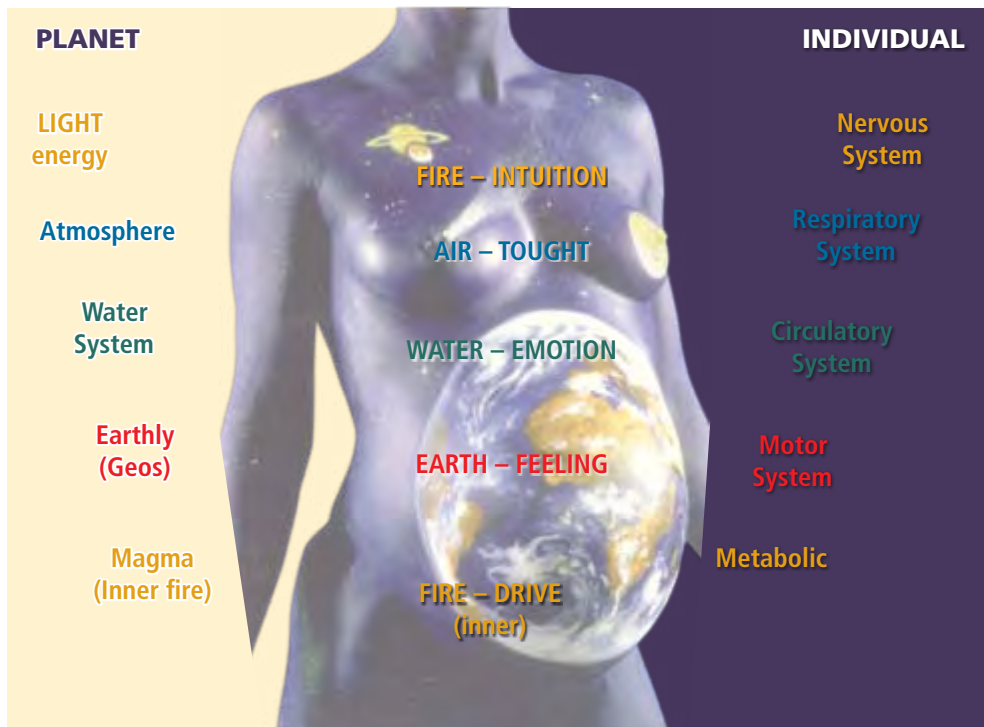 PLANET
INDIVIDUAL
LIGHT
energy
Nervous
System
FIRE – INTUITION
Atmosphere
Respiratory
System
AIR – TOUGHT
Water
System
Circulatory
System
WATER – EMOTION
Earthly
(Geos)
Motor
System
EARTH – FEELING
Magma
(Inner fire)
Metabolic
FIRE – DRIVE
(inner)